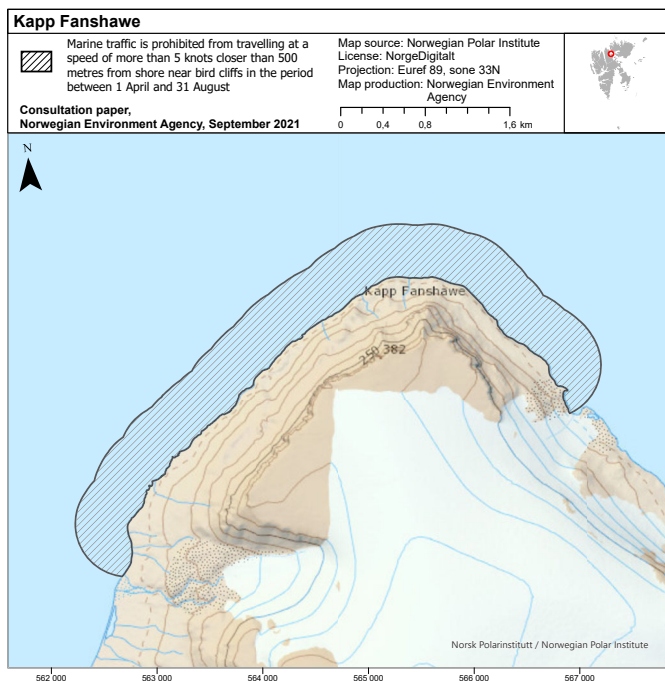 Kapp Fanshawe
Marine traffic is prohibited from travelling at a
speed of more than 5 knots closer than 500
metres from shore near bird cliffs in the period
between 1 April and 31 August
Consultation paper,
Norwegian Environment Agency, September 2021
Map source: Norwegian Polar Institute
License: NorgeDigitalt
Projection: Euref 89, sone 33N
Map production: Norwegian Environment
Agency
0 0,4 0,8 1,6 km
N
Kapp Fanshawe
250 382
Norsk Polarinstitutt / Norwegian Polar Institute
562 000 563 000 564 000 565 000 566 000 567 000